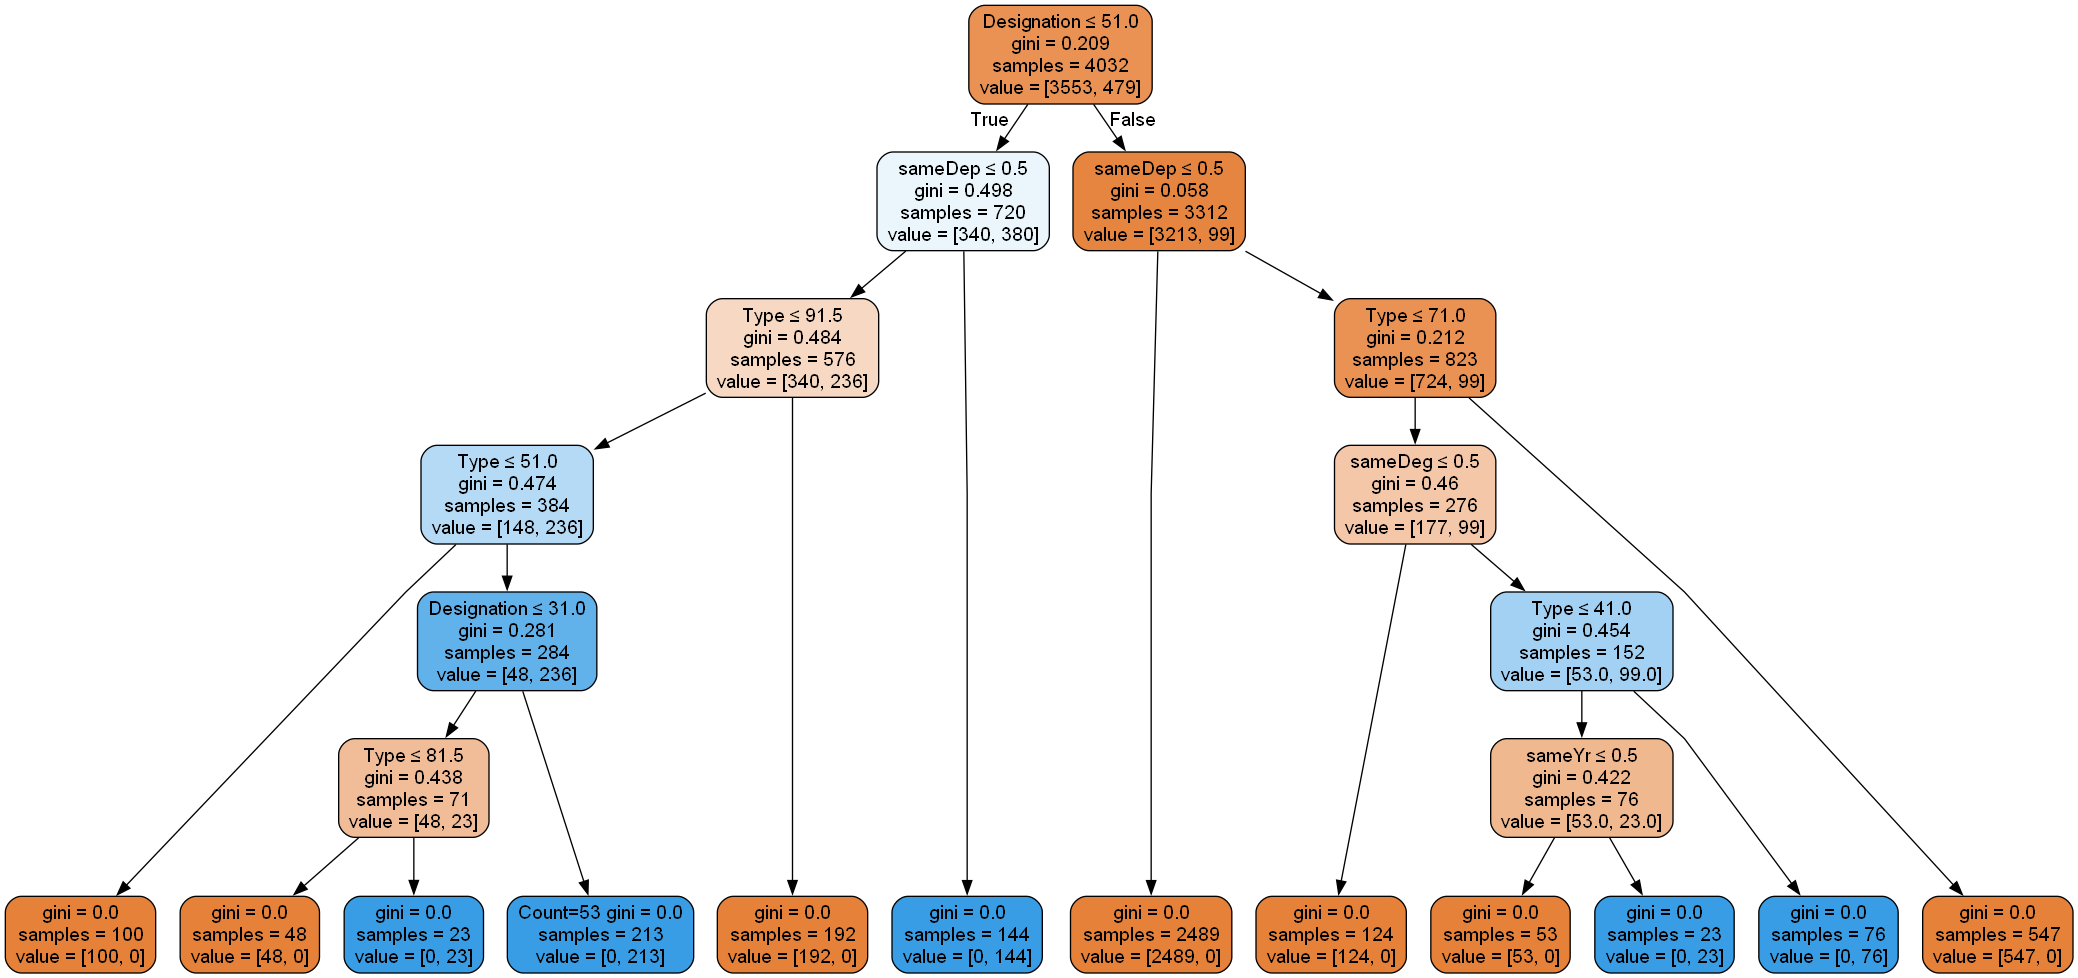 Designation ≤ 51.0
gini = 0.209
samples = 4032
value = [3553, 479]
True
False
sameDep ≤ 0.5
gini = 0.498
samples = 720
value = [340, 380]
sameDep ≤ 0.5
gini = 0.058
samples = 3312
value = [3213, 99]
Type ≤ 91.5
gini = 0.484
samples = 576
value = [340, 236]
Type ≤ 71.0
gini = 0.212
samples = 823
value = [724, 99]
Type ≤ 51.0
gini = 0.474
samples = 384
value = [148, 236]
sameDeg ≤ 0.5
gini = 0.46
samples = 276
value = [177, 99]
Designation ≤ 31.0
gini = 0.281
samples = 284
value = [48, 236]
Type ≤ 41.0
gini = 0.454
samples = 152
value = [53.0, 99.0]
Type ≤ 81.5
gini = 0.438
samples = 71
value = [48, 23]
sameYr ≤ 0.5
gini = 0.422
samples = 76
value = [53.0, 23.0]
gini = 0.0
samples = 100
value = [100, 0]
gini = 0.0
samples = 48
value = [48, 0]
gini = 0.0
samples = 23
value = [0, 23]
Count=53 gini = 0.0
samples = 213
value = [0, 213]
gini = 0.0
samples = 192
value = [192, 0]
gini = 0.0
samples = 144
value = [0, 144]
gini = 0.0
samples = 2489
value = [2489, 0]
gini = 0.0
samples = 124
value = [124, 0]
gini = 0.0
samples = 53
value = [53, 0]
gini = 0.0
samples = 23
value = [0, 23]
gini = 0.0
samples = 76
value = [0, 76]
gini = 0.0
samples = 547
value = [547, 0]